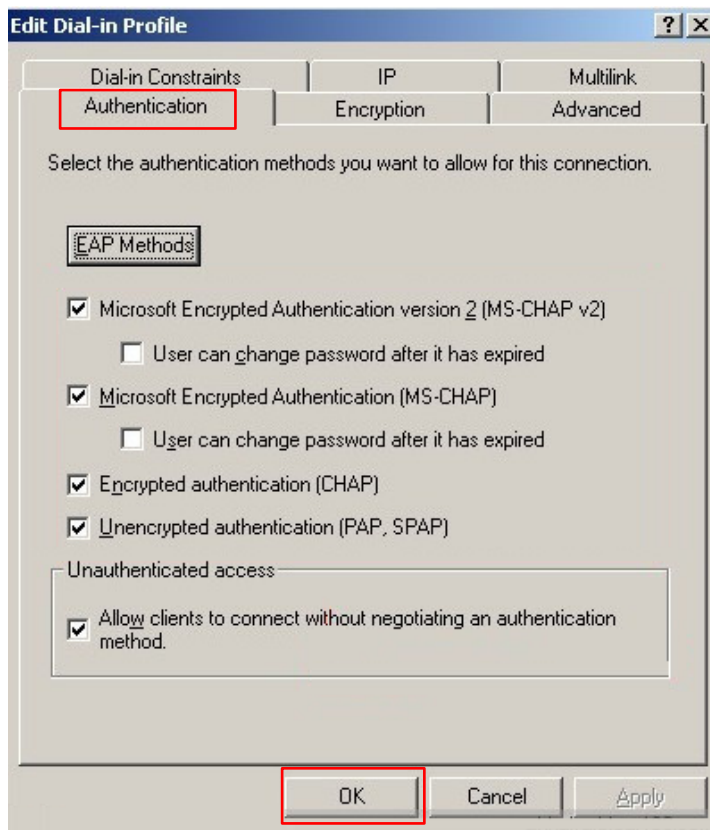 Edit Dial-in Profile
Dial-in Constraints IP Multilink
Authentication Encryption Advanced
Select the authentication methods you want to allow for this connection.
EAP Methods
Microsoft Encrypted Authentication version 2 (MS-CHAP v2)
User can change password after it has expired
Microsoft Encrypted Authentication (MS-CHAP)
User can change password after it has expired
Encrypted authentication (CHAP)
Unencrypted authentication (PAP, SPAP)
Unauthenticated access
Allow clients to connect without negotiating an authentication
method.
OK Cancel Apply